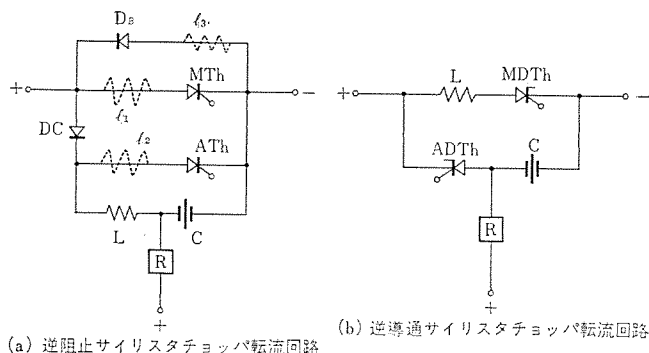 DB
ℓ3
+
MTh
−
ℓ1
DC
ℓ2
ATh
L
C
R
+
(a) 逆阻止サイリスタチョッパ転流回路
+
L
MDTh
−
ADTh
C
R
+
(b) 逆導通サイリスタチョッパ転流回路